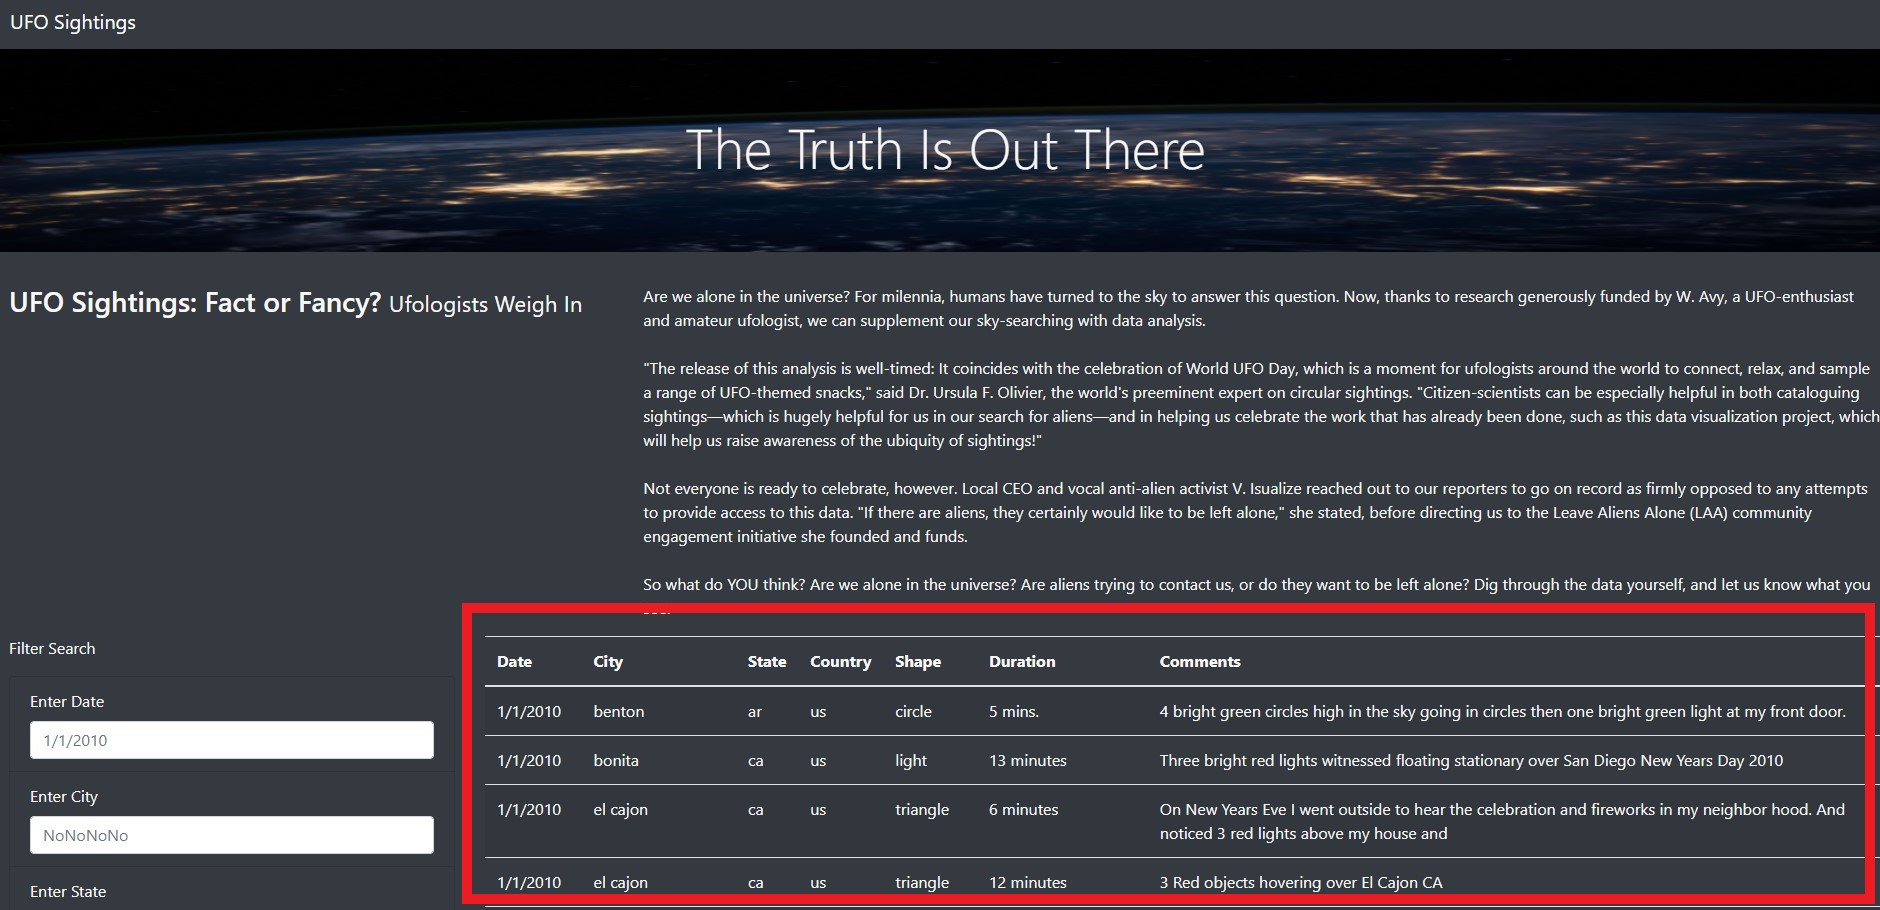 UFO Sightings
The Truth Is Out There
UFO Sightings: Fact or Fancy? Ufologists Weigh In
Are we alone in the universe? For milennia, humans have turned to the sky to answer this question. Now, thanks to research generously funded by W. Avy, a UFO-enthusiast
and amateur ufologist, we can supplement our sky-searching with data analysis.
"The release of this analysis is well-timed: It coincides with the celebration of World UFO Day, which is a moment for ufologists around the world to connect, relax, and sample
a range of UFO-themed snacks," said Dr. Ursula F. Olivier, the world's preeminent expert on circular sightings. "Citizen-scientists can be especially helpful in both cataloguing
sightings—which is hugely helpful for us in our search for aliens—and in helping us celebrate the work that has already been done, such as this data visualization project, which
will help us raise awareness of the ubiquity of sightings!"
Not everyone is ready to celebrate, however. Local CEO and vocal anti-alien activist V. Isualize reached out to our reporters to go on record as firmly opposed to any attempts
to provide access to this data. "If there are aliens, they certainly would like to be left alone," she stated, before directing us to the Leave Aliens Alone (LAA) community
engagement initiative she founded and funds.
So what do YOU think? Are we alone in the universe? Are aliens trying to contact us, or do they want to be left alone? Dig through the data yourself, and let us know what you
Filter Search
Enter Date
1/1/2010
Enter City
NoNoNoNo
Enter State
Date City State Country Shape Duration Comments
1/1/2010 benton ar us circle 5 mins. 4 bright green circles high in the sky going in circles then one bright green light at my front door.
1/1/2010 bonita ca us light 13 minutes Three bright red lights witnessed floating stationary over San Diego New Years Day 2010
1/1/2010 el cajon ca us triangle 6 minutes On New Years Eve I went outside to hear the celebration and fireworks in my neighbor hood. And
noticed 3 red lights above my house and
1/1/2010 el cajon ca us triangle 12 minutes 3 Red objects hovering over El Cajon CA